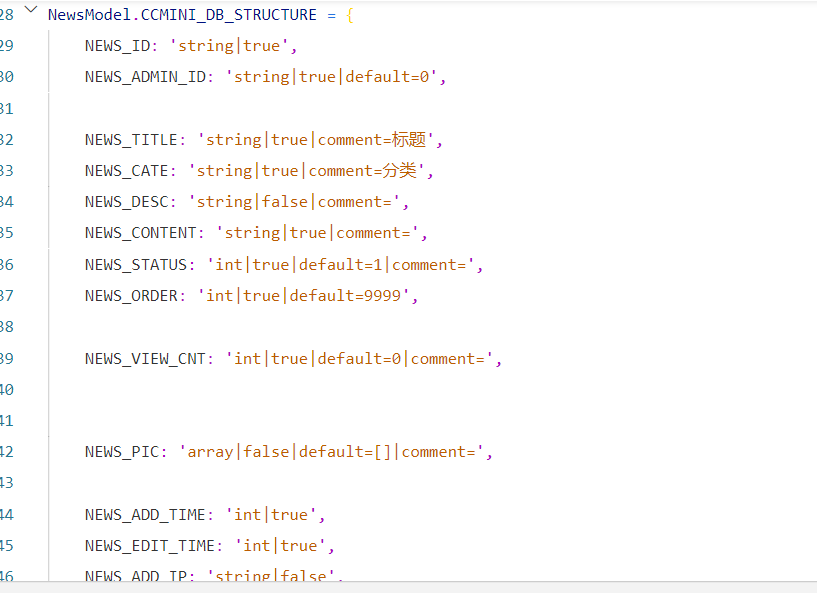 28 NewsModel.CCMINI_DB_STRUCTURE = {
29 NEWS_ID: 'string|true',
30 NEWS_ADMIN_ID: 'string|true|default=0',
31
32 NEWS_TITLE: 'string|true|comment=标题',
33 NEWS_CATE: 'string|true|comment=分类',
34 NEWS_DESC: 'string|false|comment=',
35 NEWS_CONTENT: 'string|true|comment=',
36 NEWS_STATUS: 'int|true|default=1|comment=',
37 NEWS_ORDER: 'int|true|default=9999',
38
39 NEWS_VIEW_CNT: 'int|true|default=0|comment=',
40
41
42 NEWS_PIC: 'array|false|default=[]|comment=',
43
44 NEWS_ADD_TIME: 'int|true',
45 NEWS_EDIT_TIME: 'int|true',
46 NEWS_ADD_IP: 'string|false',